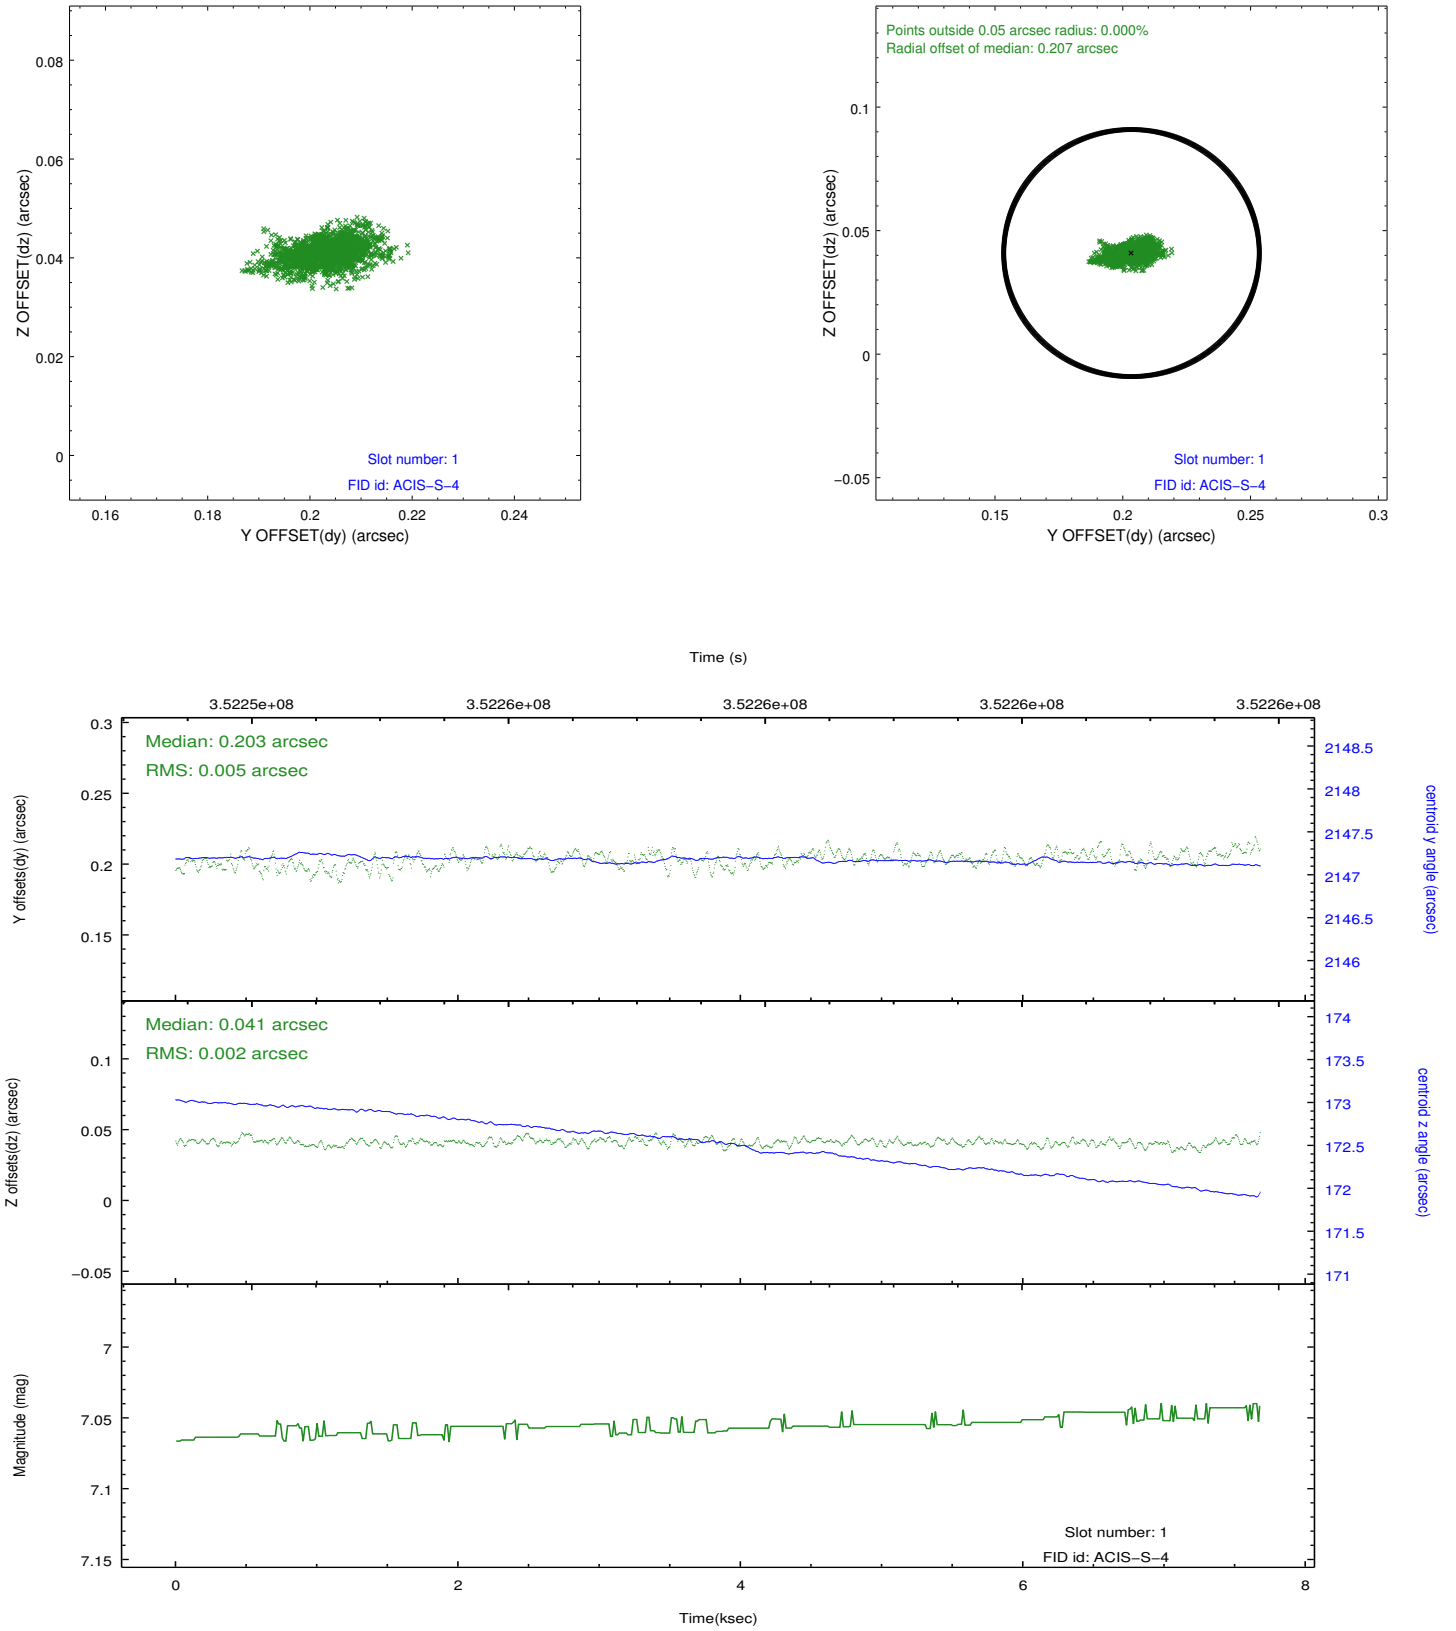 0.08
0.06
0.04
0.02
0
Z OFFSET(dz) (arcsec)
Slot number: 1
FID id: ACIS−S−4
0.16 0.18 0.2 0.22 0.24
Y OFFSET(dy) (arcsec)
Points outside 0.05 arcsec radius: 0.000%
Radial offset of median: 0.207 arcsec
0.1
0.05
0
−0.05
Z OFFSET(dz) (arcsec)
Slot number: 1
FID id: ACIS−S−4
0.15 0.2 0.25 0.3
Y OFFSET(dy) (arcsec)
Time (s)
3.5225e+08 3.5226e+08 3.5226e+08 3.5226e+08 3.5226e+08
Median: 0.203 arcsec
RMS: 0.005 arcsec
0.3
0.25
0.2
0.15
Y offsets(dy) (arcsec)
2148.5
2148
2147.5
2147
2146.5
2146
centroid y angle (arcsec)
Median: 0.041 arcsec
RMS: 0.002 arcsec
0.1
0.05
0
−0.05
Z offsets(dz) (arcsec)
174
173.5
173
172.5
172
171.5
171
centroid z angle (arcsec)
7
7.05
7.1
7.15
Magnitude (mag)
Slot number: 1
FID id: ACIS−S−4
0 2 4 6 8
Time(ksec)